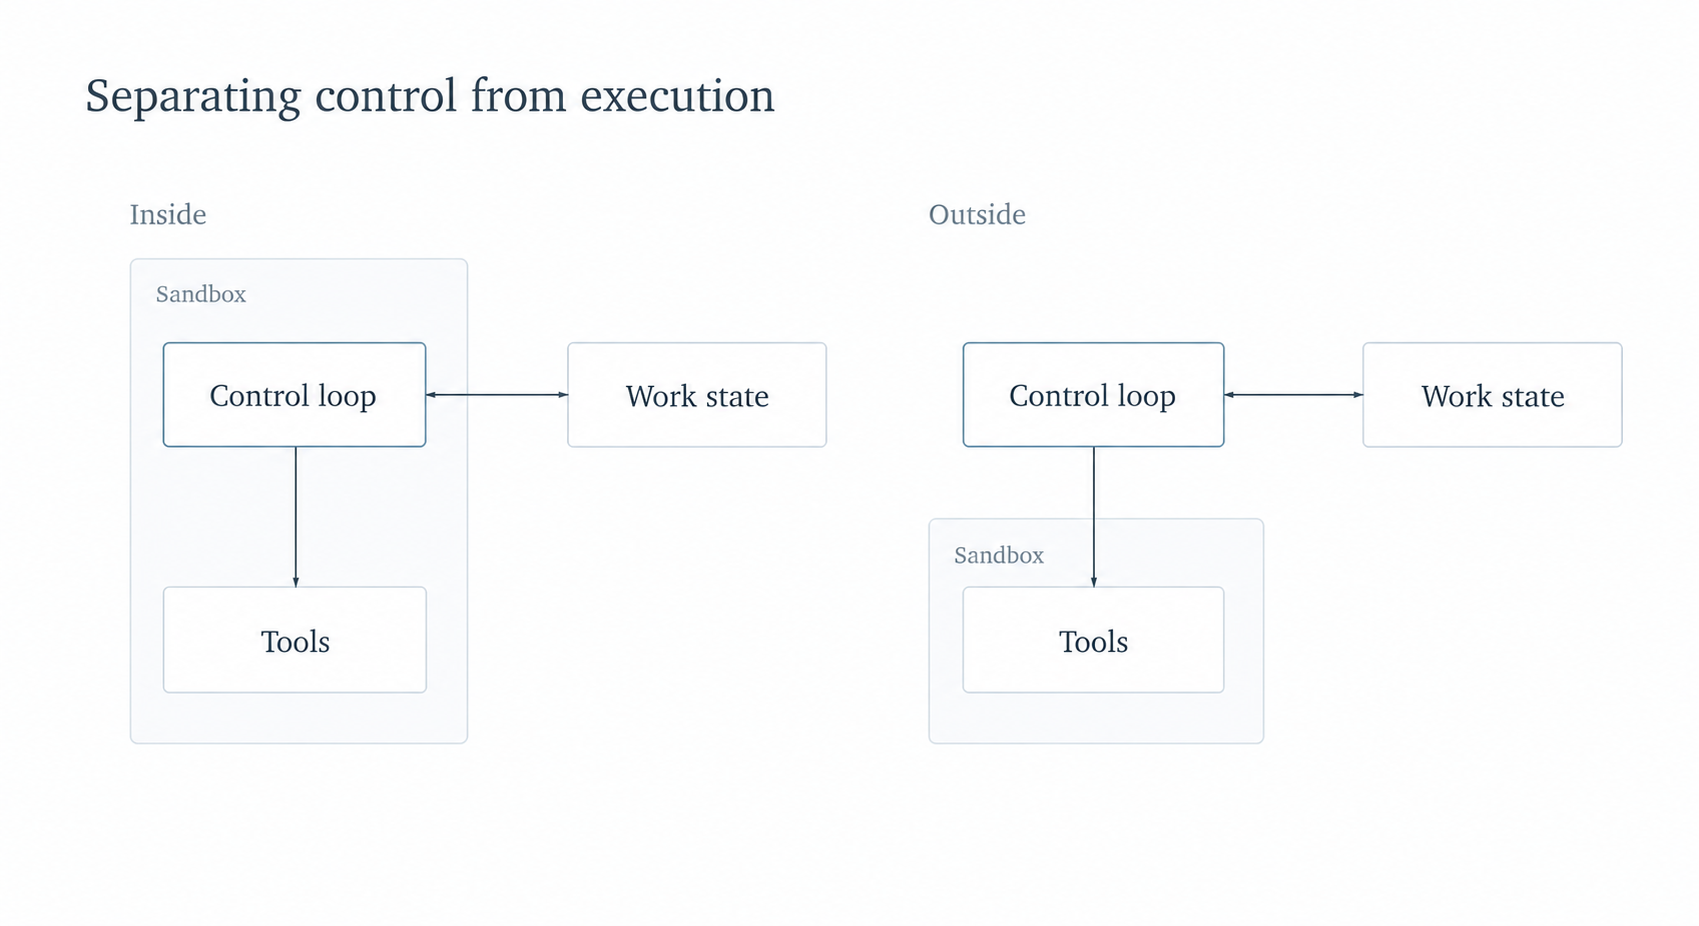 Separating control from execution
Inside
Sandbox
Control loop
Work state
Tools
Outside
Control loop
Work state
Sandbox
Tools